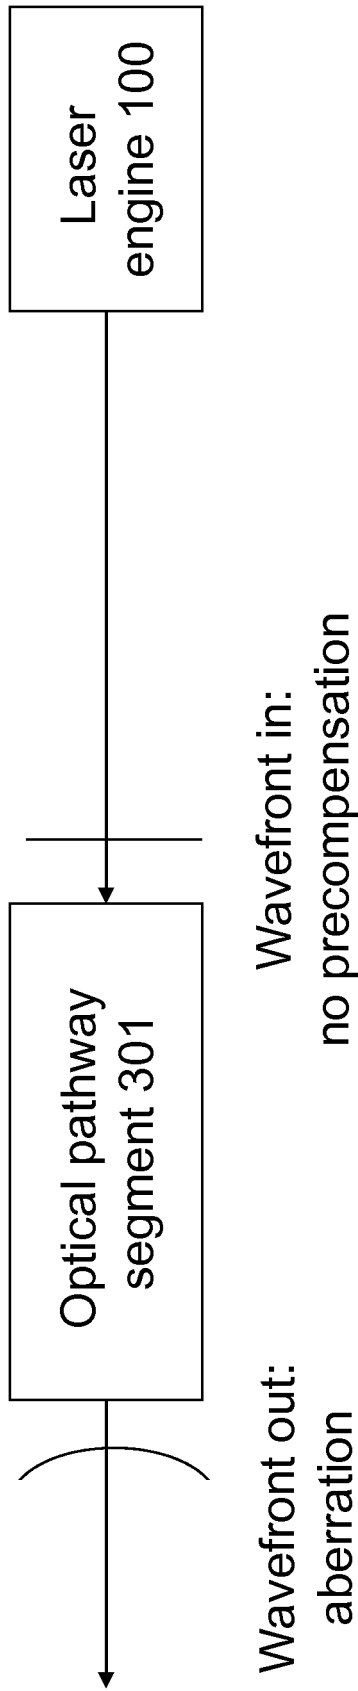 Laser
engine 100
Optical pathway
segment 301
Wavefront in:
no precompensation
Wavefront out:
aberration